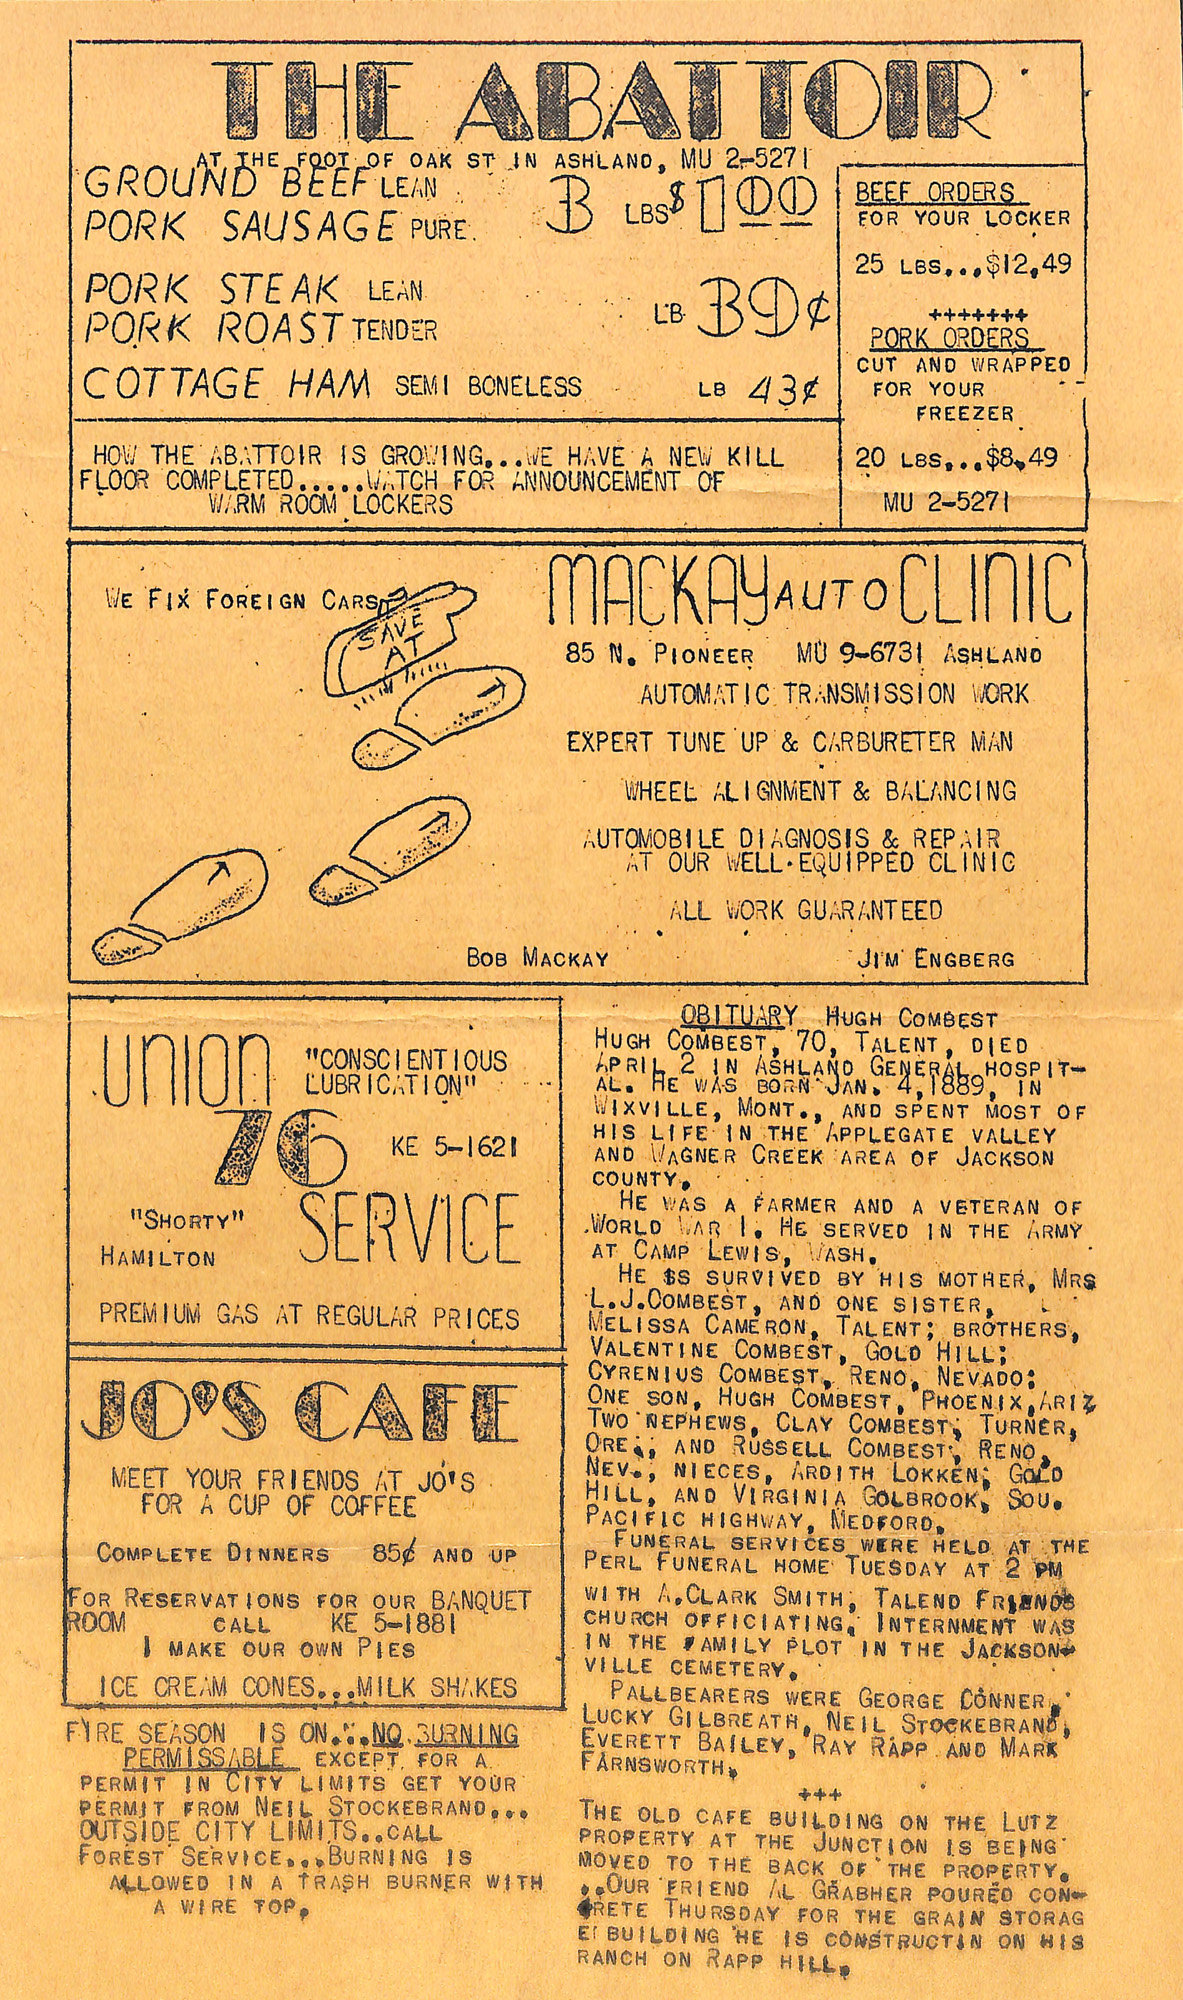 THE ABATTOIR
AT THE FOOT OF OAK ST IN ASHLAND, MU 2-5271
GROUND BEEF LEAN
PORK SAUSAGE PURE
3 LBS $1.00
PORK STEAK LEAN
PORK ROAST TENDER
LB 39¢
COTTAGE HAM SEMI BONELESS LB 43¢
BEEF ORDERS
FOR YOUR LOCKER
25 LBS...$12,49
+++++++
PORK ORDERS
CUT AND WRAPPED
FOR YOUR
FREEZER
20 LBS...$8,49
MU 2-5271
HOW THE ABATTOIR IS GROWING...WE HAVE A NEW KILL
FLOOR COMPLETED.....WATCH FOR ANNOUNCEMENT OF
WARM ROOM LOCKERS
WE FIX FOREIGN CARS
SAVE
AT
MACKAY AUTO CLINIC
85 N. PIONEER MU 9-6731 ASHLAND
AUTOMATIC TRANSMISSION WORK
EXPERT TUNE UP & CARBURETER MAN
WHEEL ALIGNMENT & BALANCING
AUTOMOBILE DIAGNOSIS & REPAIR
AT OUR WELL-EQUIPPED CLINIC
ALL WORK GUARANTEED
BOB MACKAY JIM ENGBERG
UNION
"CONSCIENTIOUS
LUBRICATION"
76
KE 5-1621
"SHORTY"
HAMILTON
SERVICE
PREMIUM GAS AT REGULAR PRICES
JO'S CAFE
MEET YOUR FRIENDS AT JO'S
FOR A CUP OF COFFEE
COMPLETE DINNERS 85¢ AND UP
FOR RESERVATIONS FOR OUR BANQUET
ROOM CALL KE 5-1881
I MAKE OUR OWN PIES
ICE CREAM CONES...MILK SHAKES
FIRE SEASON IS ON...NO BURNING
PERMISSABLE EXCEPT FOR A
PERMIT IN CITY LIMITS GET YOUR
PERMIT FROM NEIL STOCKEBRAND...
OUTSIDE CITY LIMITS..CALL
FOREST SERVICE...BURNING IS
ALLOWED IN A TRASH BURNER WITH
A WIRE TOP.
OBITUARY HUGH COMBEST
HUGH COMBEST, 70, TALENT, DIED
APRIL 2 IN ASHLAND GENERAL HOSPIT-
AL. HE WAS BORN JAN. 4,1889, IN
WIXVILLE, MONT., AND SPENT MOST OF
HIS LIFE IN THE APPLEGATE VALLEY
AND WAGNER CREEK AREA OF JACKSON
COUNTY.
HE WAS A FARMER AND A VETERAN OF
WORLD WAR I. HE SERVED IN THE ARMY
AT CAMP LEWIS, WASH.
HE $S SURVIVED BY HIS MOTHER, MRS
L.J.COMBEST, AND ONE SISTER,
MELISSA CAMERON, TALENT; BROTHERS,
VALENTINE COMBEST, GOLD HILL;
CYRENIUS COMBEST, RENO, NEVADO;
ONE SON, HUGH COMBEST, PHOENIX,ARIZ
TWO NEPHEWS, CLAY COMBEST, TURNER,
ORE., AND RUSSELL COMBEST, RENO,
NEV., NIECES, ARDITH LOKKEN, GOLD
HILL, AND VIRGINIA GOLBROOK, SOU.
PACIFIC HIGHWAY, MEDFORD.
FUNERAL SERVICES WERE HELD AT THE
PERL FUNERAL HOME TUESDAY AT 2 PM
WITH A.CLARK SMITH, TALEND FRIENDS
CHURCH OFFICIATING. INTERNMENT WAS
IN THE FAMILY PLOT IN THE JACKSON-
VILLE CEMETERY.
PALLBEARERS WERE GEORGE CONNER,
LUCKY GILBREATH, NEIL STOCKEBRAND,
EVERETT BAILEY, RAY RAPP AND MARK
FARNSWORTH.
+++
THE OLD CAFE BUILDING ON THE LUTZ
PROPERTY AT THE JUNCTION IS BEING
MOVED TO THE BACK OF THE PROPERTY.
..OUR FRIEND AL GRABHER POURED CON-
CRETE THURSDAY FOR THE GRAIN STORAG
E BUILDING HE IS CONSTRUCTIN ON HIS
RANCH ON RAPP HILL.